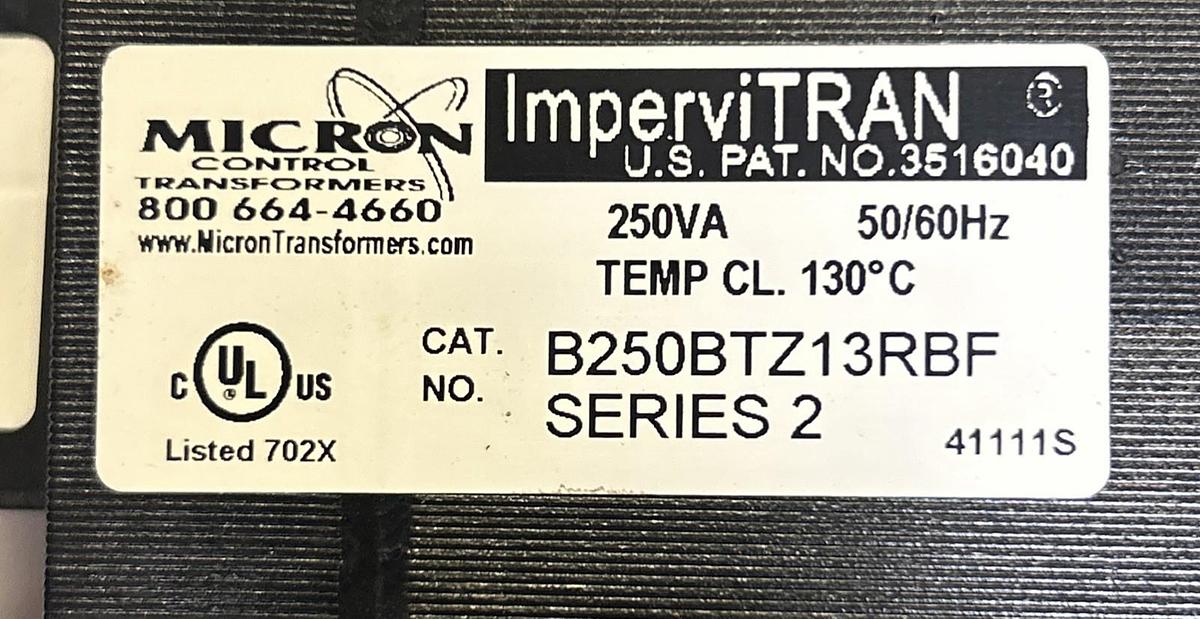 MICRON
CONTROL
TRANSFORMERS
800 664-4660
www.MicronTransformers.com
ImperviTRAN ®
U.S. PAT. NO.3516040
250VA 50/60Hz
TEMP CL. 130°C
C UL ® US
Listed 702X
CAT. NO. B250BTZ13RBF
SERIES 2
41111S